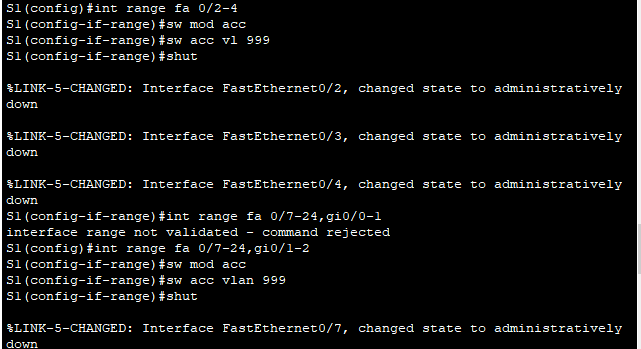 S1(config)#int range fa 0/2-4
S1(config-if-range)#sw mod acc
S1(config-if-range)#sw acc vl 999
S1(config-if-range)#shut
%LINK-5-CHANGED: Interface FastEthernet0/2, changed state to administratively
down
%LINK-5-CHANGED: Interface FastEthernet0/3, changed state to administratively
down
%LINK-5-CHANGED: Interface FastEthernet0/4, changed state to administratively
down
S1(config-if-range)#int range fa 0/7-24,gi0/0-1
interface range not validated - command rejected
S1(config)#int range fa 0/7-24,gi0/1-2
S1(config-if-range)#sw mod acc
S1(config-if-range)#sw acc vlan 999
S1(config-if-range)#shut
%LINK-5-CHANGED: Interface FastEthernet0/7, changed state to administratively
down